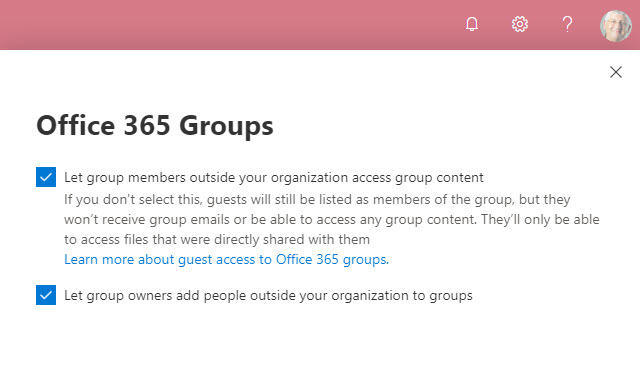 Office 365 Groups
Let group members outside your organization access group content
If you don't select this, guests will still be listed as members of the group, but they
won’t receive group emails or be able to access any group content. They’ll only be able
to access files that were directly shared with them
Learn more about guest access to Office 365 groups.
Let group owners add people outside your organization to groups